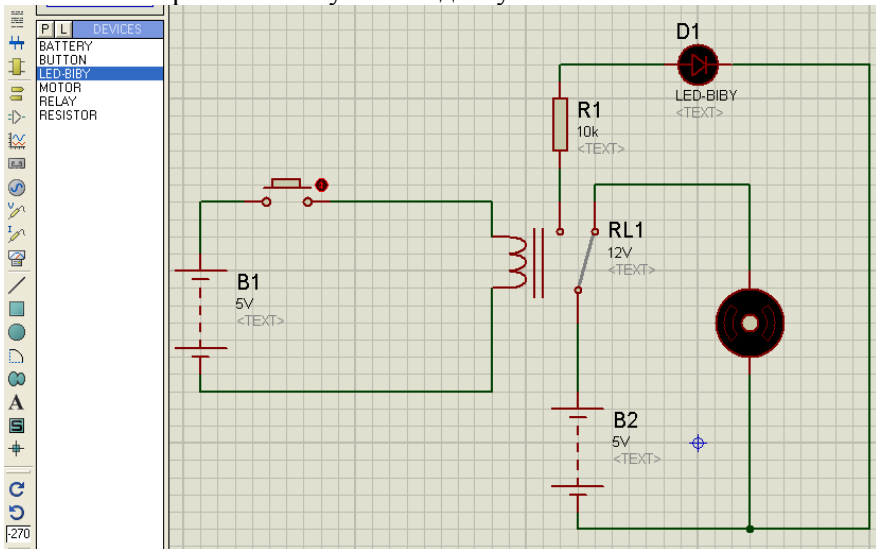 P L DEVICES
BATTERY
BUTTON
LED-BIBY
MOTOR
RELAY
RESISTOR
D1
LED-BIBY
<TEXT>
R1
10k
<TEXT>
RL1
12V
<TEXT>
B1
5V
<TEXT>
B2
5V
<TEXT>
A
S
-270